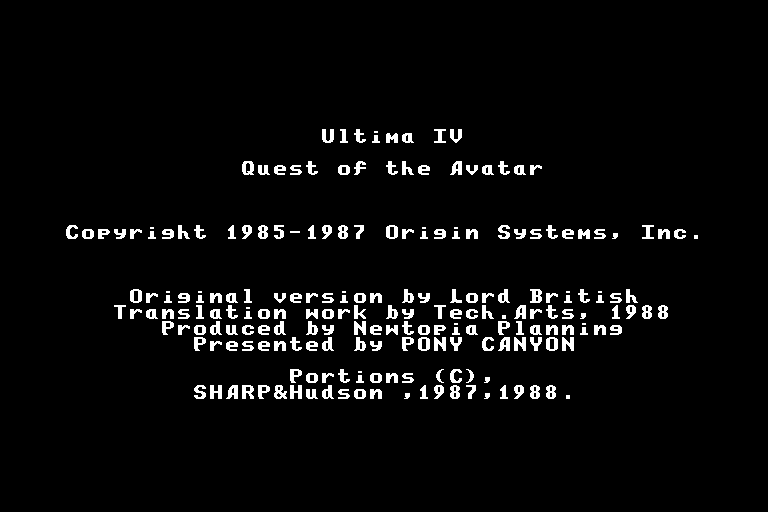 Ultima IV
Quest of the Avatar
Copyright 1985-1987 Origin Systems, Inc.
Original version by Lord British
Translation work by Tech.Arts, 1988
Produced by Newtopia Planning
Presented by PONY CANYON
Portions (C),
SHARP&Hudson ,1987,1988.